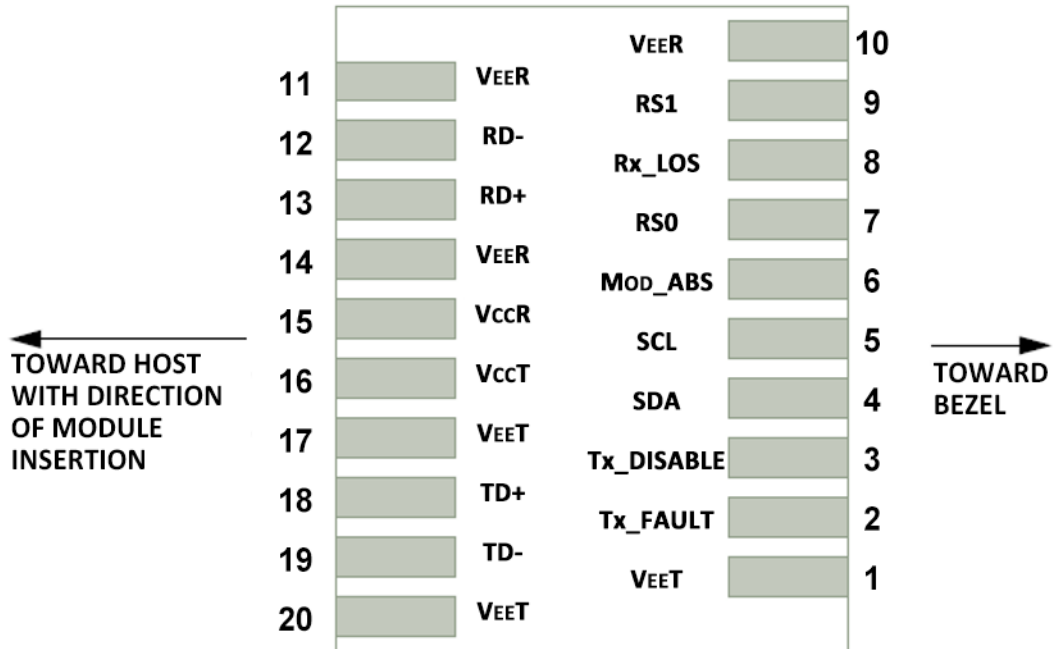 VEER 10
11 VEER
RS1 9
12 RD-
Rx_LOS 8
13 RD+
RS0 7
14 VEER
MOD_ABS 6
15 VCCR
SCL 5
16 VCCT
SDA 4
17 VEET
Tx_DISABLE 3
18 TD+
Tx_FAULT 2
19 TD-
VEET 1
20 VEET
TOWARD HOST
WITH DIRECTION
OF MODULE
INSERTION
TOWARD
BEZEL